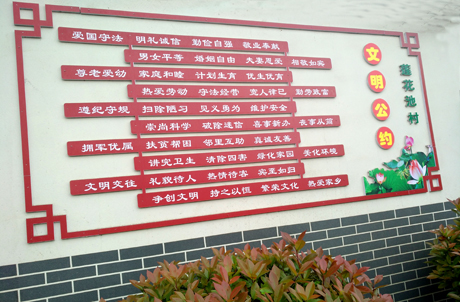 莲花池村
文明公约
爱国守法 明礼诚信 勤俭自强 敬业奉献
男女平等 婚姻自由 夫妻恩爱 相敬如宾
尊老爱幼 家庭和睦 计划生育 优生优育
热爱劳动 守法经营 宽人律己 勤劳致富
遵纪守规 扫除陋习 见义勇为 维护安全
崇尚科学 破除迷信 喜事新办 丧事从简
拥军优属 扶贫帮困 邻里互助 真诚友善
讲究卫生 清除四害 绿化家园 美化环境
文明交往 礼貌待人 热情待客 宾至如归
争创文明 持之以恒 繁荣文化 热爱家乡